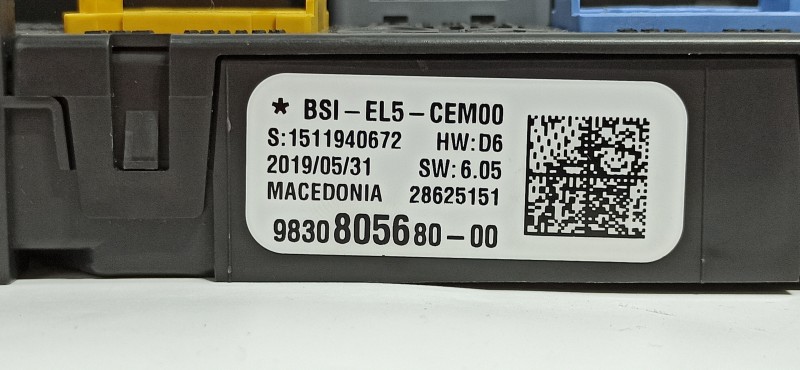 * BSI-EL5-CEM00
S:1511940672 HW:D6
2019/05/31 SW:6.05
MACEDONIA 28625151
9830805680-00